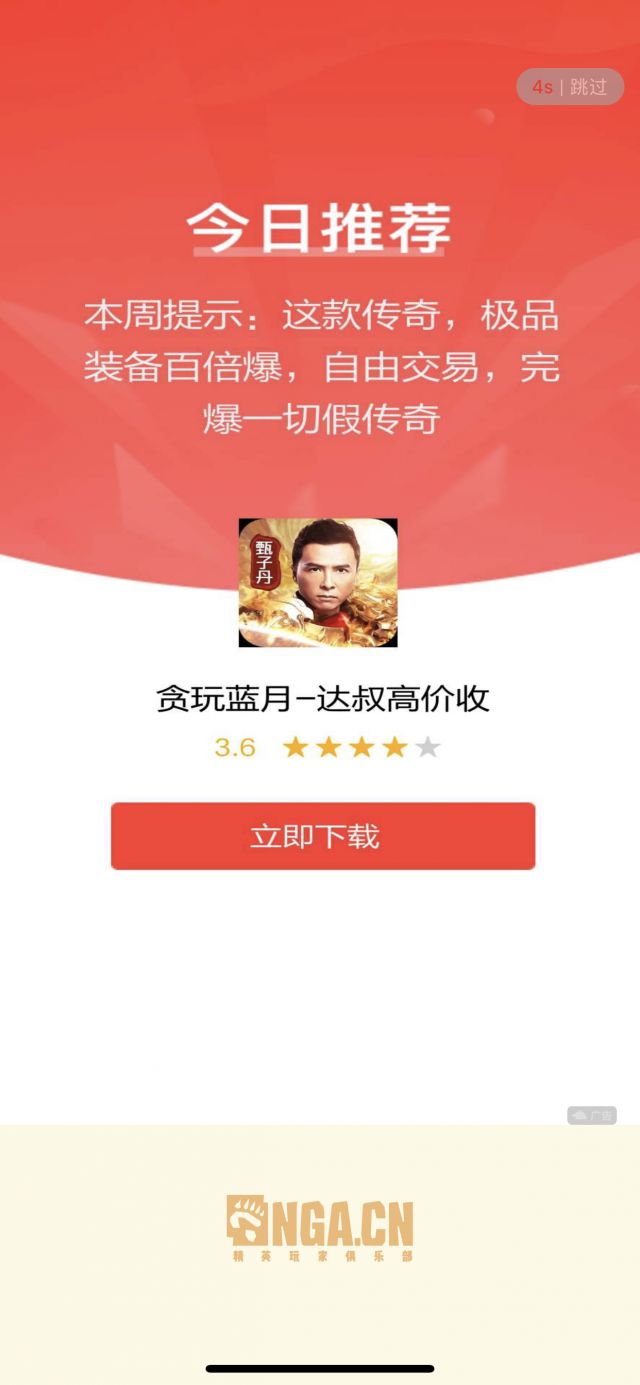 4s | 跳过
今日推荐
本周提示：这款传奇，极品
装备百倍爆，自由交易，完
爆一切假传奇
甄子丹
贪玩蓝月-达叔高价收
3.6
立即下载
广告
NGA.CN
精英玩家俱乐部